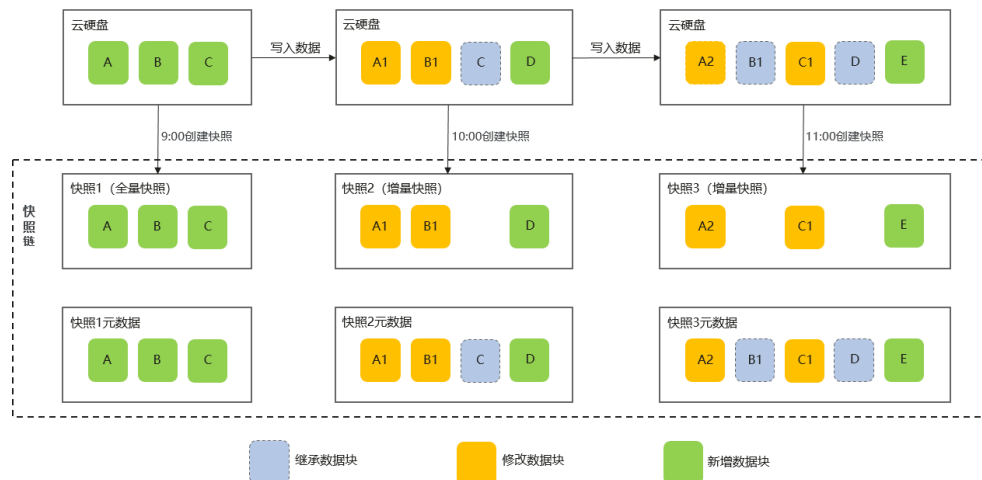 云硬盘
A B C
写入数据
云硬盘
A1 B1 C D
写入数据
云硬盘
A2 B1 C1 D E
9:00创建快照
10:00创建快照
11:00创建快照
快照链
快照1（全量快照）
A B C
快照2（增量快照）
A1 B1 D
快照3（增量快照）
A2 C1 E
快照1元数据
A B C
快照2元数据
A1 B1 C D
快照3元数据
A2 B1 C1 D E
继承数据块
修改数据块
新增数据块